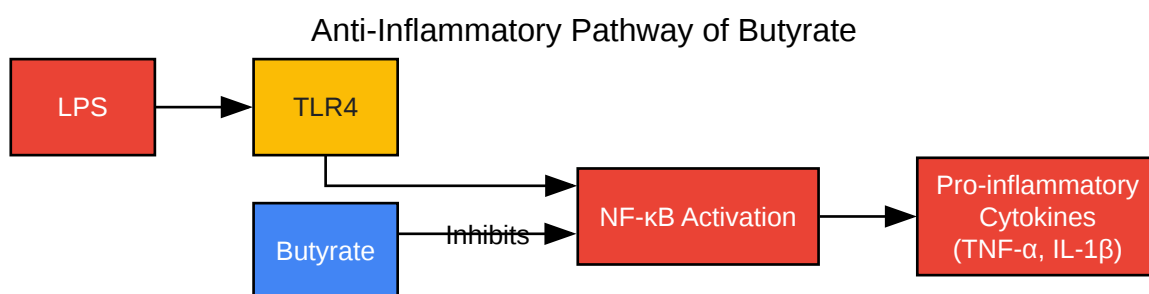 Anti-Inflammatory Pathway of Butyrate
LPS
TLR4
Butyrate
Inhibits
NF-κB Activation
Pro-inflammatory
Cytokines
(TNF-α, IL-1β)